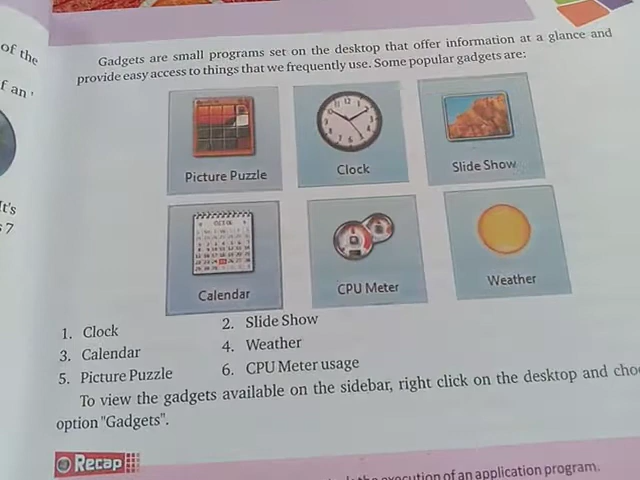 of the
f an
It's
7
Gadgets are small programs set on the desktop that offer information at a glance and
provide easy access to things that we frequently use. Some popular gadgets are:
Picture Puzzle
Clock
Slide Show
Calendar
CPU Meter
Weather
1. Clock
2. Slide Show
3. Calendar
4. Weather
5. Picture Puzzle
6. CPU Meter usage
To view the gadgets available on the sidebar, right click on the desktop and choo
option "Gadgets".
Recap
the execution of an application program.